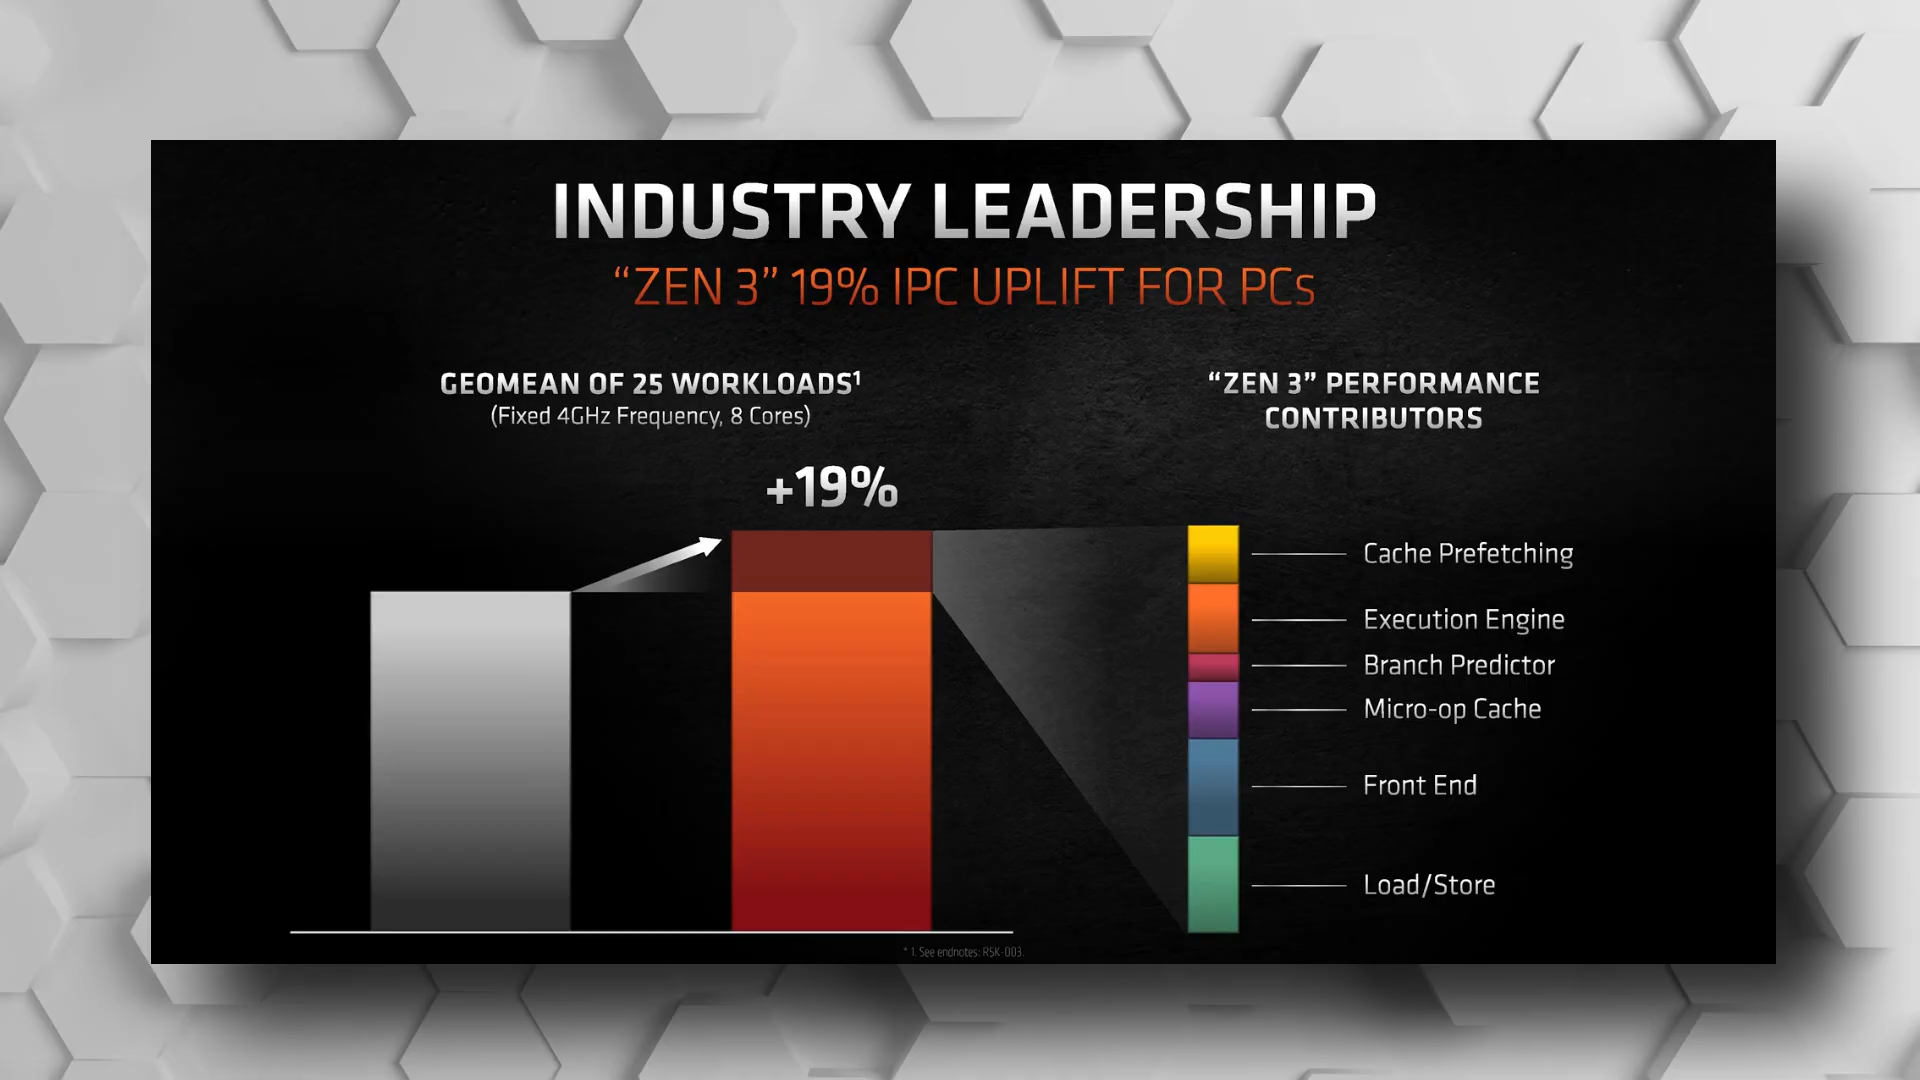 INDUSTRY LEADERSHIP
“ZEN 3” 19% IPC UPLIFT FOR PCs
GEOMEAN OF 25 WORKLOADS¹
(Fixed 4GHz Frequency, 8 Cores)
+19%
“ZEN 3” PERFORMANCE
CONTRIBUTORS
Cache Prefetching
Execution Engine
Branch Predictor
Micro-op Cache
Front End
Load/Store
* 1. See endnotes: R5K-003.